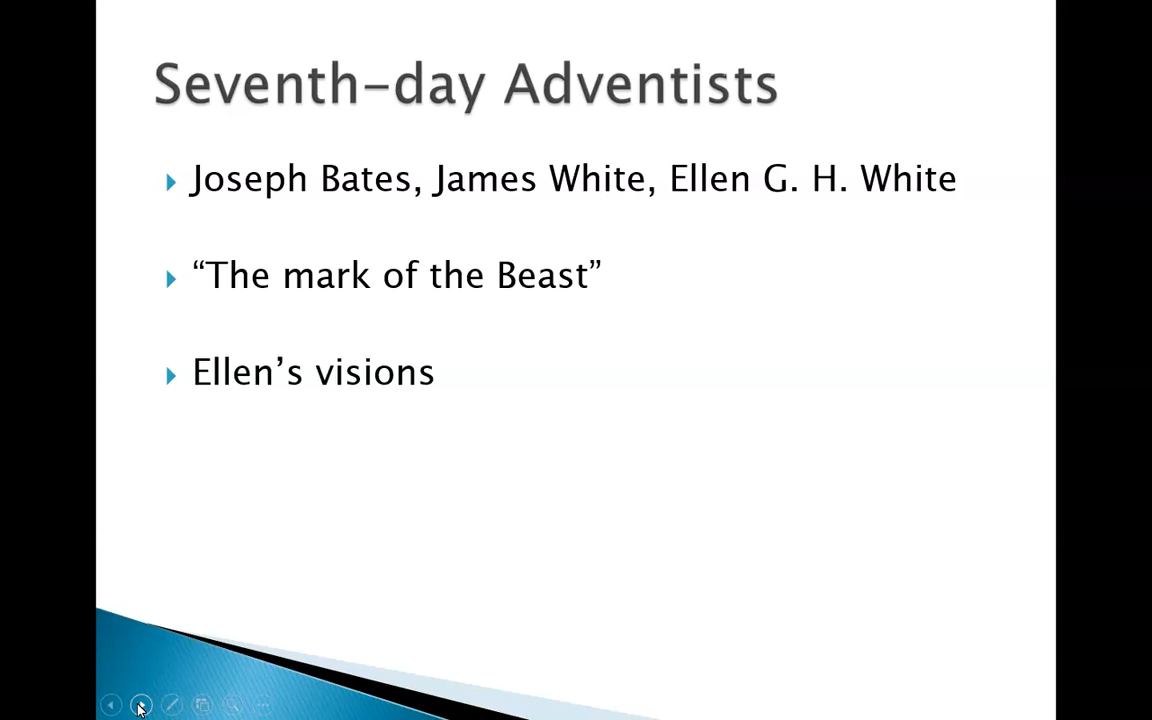 Seventh-day Adventists
Joseph Bates, James White, Ellen G. H. White
“The mark of the Beast”
Ellen’s visions